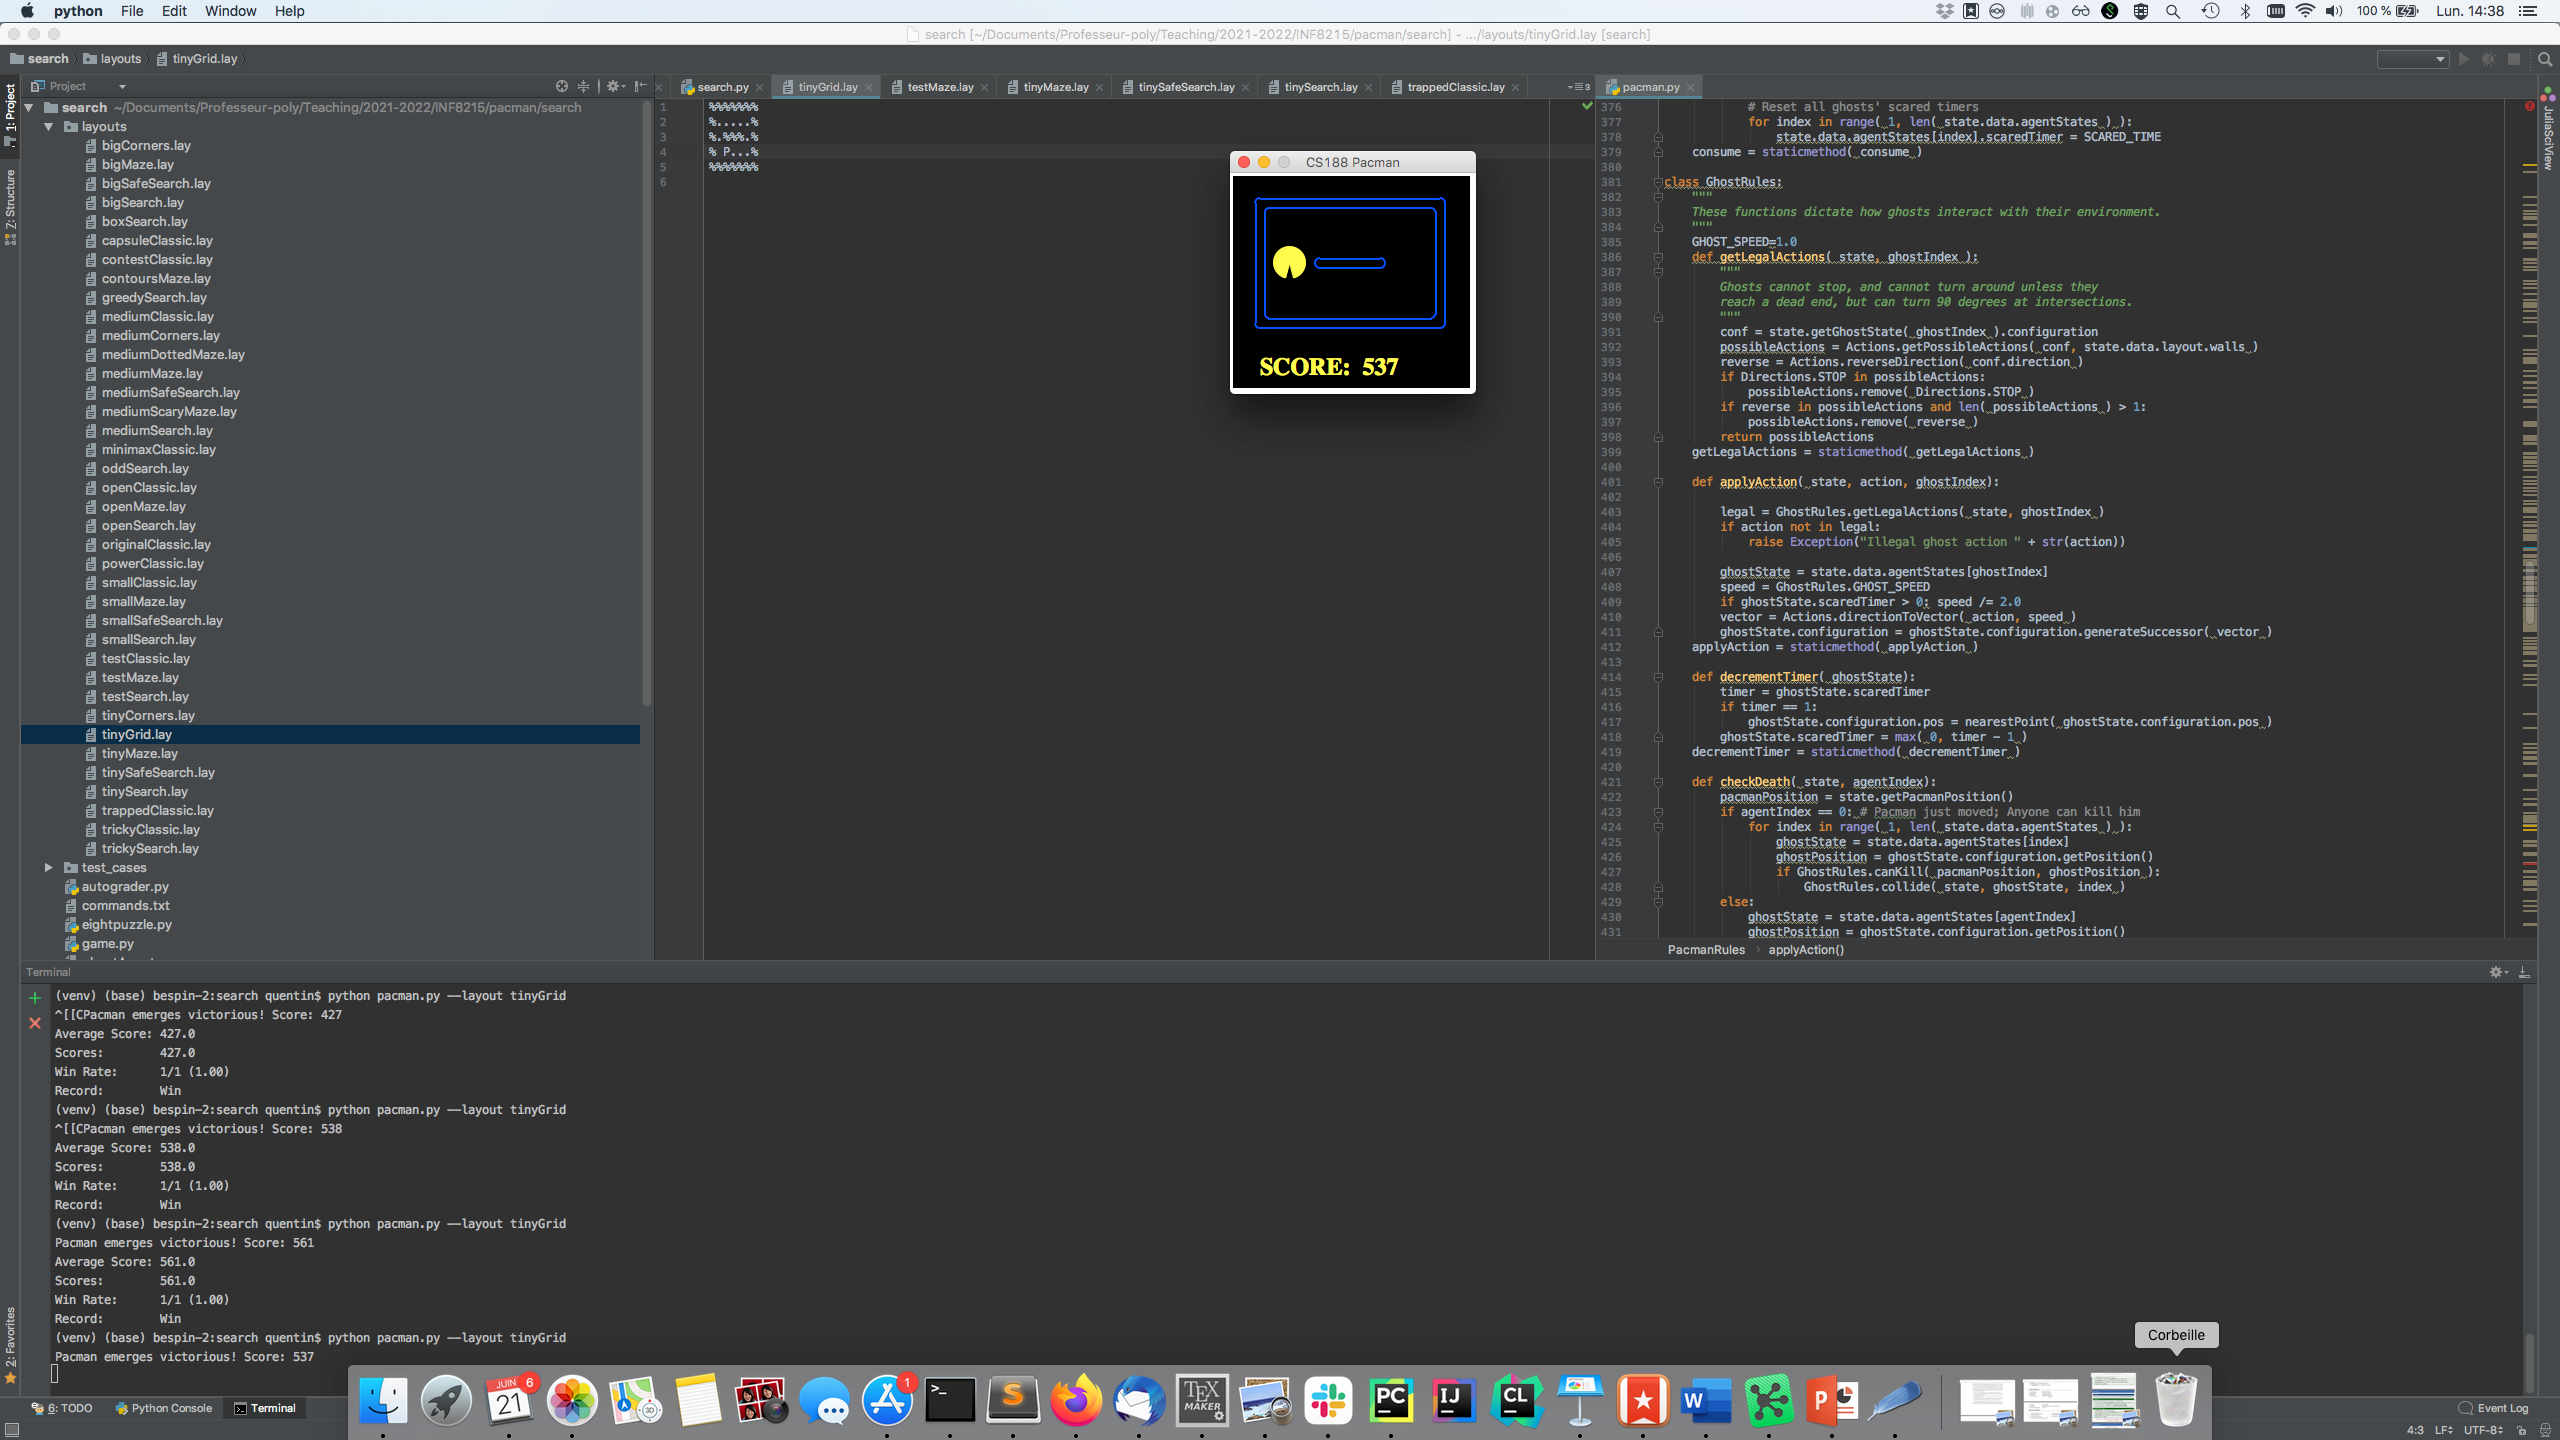 python File Edit Window Help
100 % Lun. 14:38
search [~/Documents/Professeur-poly/Teaching/2021-2022/INF8215/pacman/search] - .../layouts/tinyGrid.lay [search]
search layouts tinyGrid.lay
Project
search.py tinyGrid.lay testMaze.lay tinyMaze.lay tinySafeSearch.lay tinySearch.lay trappedClassic.lay
pacman.py
1: Project
Z: Structure
2: Favorites
JuliaSciView
search ~/Documents/Professeur-poly/Teaching/2021-2022/INF8215/pacman/search
layouts
bigCorners.lay
bigMaze.lay
bigSafeSearch.lay
bigSearch.lay
boxSearch.lay
capsuleClassic.lay
contestClassic.lay
contoursMaze.lay
greedySearch.lay
mediumClassic.lay
mediumCorners.lay
mediumDottedMaze.lay
mediumMaze.lay
mediumSafeSearch.lay
mediumScaryMaze.lay
mediumSearch.lay
minimaxClassic.lay
oddSearch.lay
openClassic.lay
openMaze.lay
openSearch.lay
originalClassic.lay
powerClassic.lay
smallClassic.lay
smallMaze.lay
smallSafeSearch.lay
smallSearch.lay
testClassic.lay
testMaze.lay
testSearch.lay
tinyCorners.lay
tinyGrid.lay
tinyMaze.lay
tinySafeSearch.lay
tinySearch.lay
trappedClassic.lay
trickyClassic.lay
trickySearch.lay
test_cases
autograder.py
commands.txt
eightpuzzle.py
game.py
1 %%%%%%%
2 %.....%
3 %.%%%.%
4 % P...%
5 %%%%%%%
6
CS188 Pacman
SCORE: 537
376 # Reset all ghosts' scared timers
377 for index in range( 1, len( state.data.agentStates ) ):
378 state.data.agentStates[index].scaredTimer = SCARED_TIME
379 consume = staticmethod( consume )
380
381 class GhostRules:
382 """
383 These functions dictate how ghosts interact with their environment.
384 """
385 GHOST_SPEED=1.0
386 def getLegalActions( state, ghostIndex ):
387 """
388 Ghosts cannot stop, and cannot turn around unless they
389 reach a dead end, but can turn 90 degrees at intersections.
390 """
391 conf = state.getGhostState( ghostIndex ).configuration
392 possibleActions = Actions.getPossibleActions( conf, state.data.layout.walls )
393 reverse = Actions.reverseDirection( conf.direction )
394 if Directions.STOP in possibleActions:
395 possibleActions.remove( Directions.STOP )
396 if reverse in possibleActions and len( possibleActions ) > 1:
397 possibleActions.remove( reverse )
398 return possibleActions
399 getLegalActions = staticmethod( getLegalActions )
400
401 def applyAction( state, action, ghostIndex):
402
403 legal = GhostRules.getLegalActions( state, ghostIndex )
404 if action not in legal:
405 raise Exception("Illegal ghost action " + str(action))
406
407 ghostState = state.data.agentStates[ghostIndex]
408 speed = GhostRules.GHOST_SPEED
409 if ghostState.scaredTimer > 0: speed /= 2.0
410 vector = Actions.directionToVector( action, speed )
411 ghostState.configuration = ghostState.configuration.generateSuccessor( vector )
412 applyAction = staticmethod( applyAction )
413
414 def decrementTimer( ghostState):
415 timer = ghostState.scaredTimer
416 if timer == 1:
417 ghostState.configuration.pos = nearestPoint( ghostState.configuration.pos )
418 ghostState.scaredTimer = max( 0, timer - 1 )
419 decrementTimer = staticmethod( decrementTimer )
420
421 def checkDeath( state, agentIndex):
422 pacmanPosition = state.getPacmanPosition()
423 if agentIndex == 0: # Pacman just moved; Anyone can kill him
424 for index in range( 1, len( state.data.agentStates ) ):
425 ghostState = state.data.agentStates[index]
426 ghostPosition = ghostState.configuration.getPosition()
427 if GhostRules.canKill( pacmanPosition, ghostPosition ):
428 GhostRules.collide( state, ghostState, index )
429 else:
430 ghostState = state.data.agentStates[agentIndex]
431 ghostPosition = ghostState.configuration.getPosition()
PacmanRules applyAction()
Terminal
(venv) (base) bespin-2:search quentin$ python pacman.py --layout tinyGrid
^[[CPacman emerges victorious! Score: 427
Average Score: 427.0
Scores: 427.0
Win Rate: 1/1 (1.00)
Record: Win
(venv) (base) bespin-2:search quentin$ python pacman.py --layout tinyGrid
^[[CPacman emerges victorious! Score: 538
Average Score: 538.0
Scores: 538.0
Win Rate: 1/1 (1.00)
Record: Win
(venv) (base) bespin-2:search quentin$ python pacman.py --layout tinyGrid
Pacman emerges victorious! Score: 561
Average Score: 561.0
Scores: 561.0
Win Rate: 1/1 (1.00)
Record: Win
(venv) (base) bespin-2:search quentin$ python pacman.py --layout tinyGrid
Pacman emerges victorious! Score: 537
Corbeille
JUIN 21 6
3D
1
S
TEX MAKER
PC
IJ
CL
W
P
6: TODO Python Console Terminal
Event Log
4:3 LF UTF-8